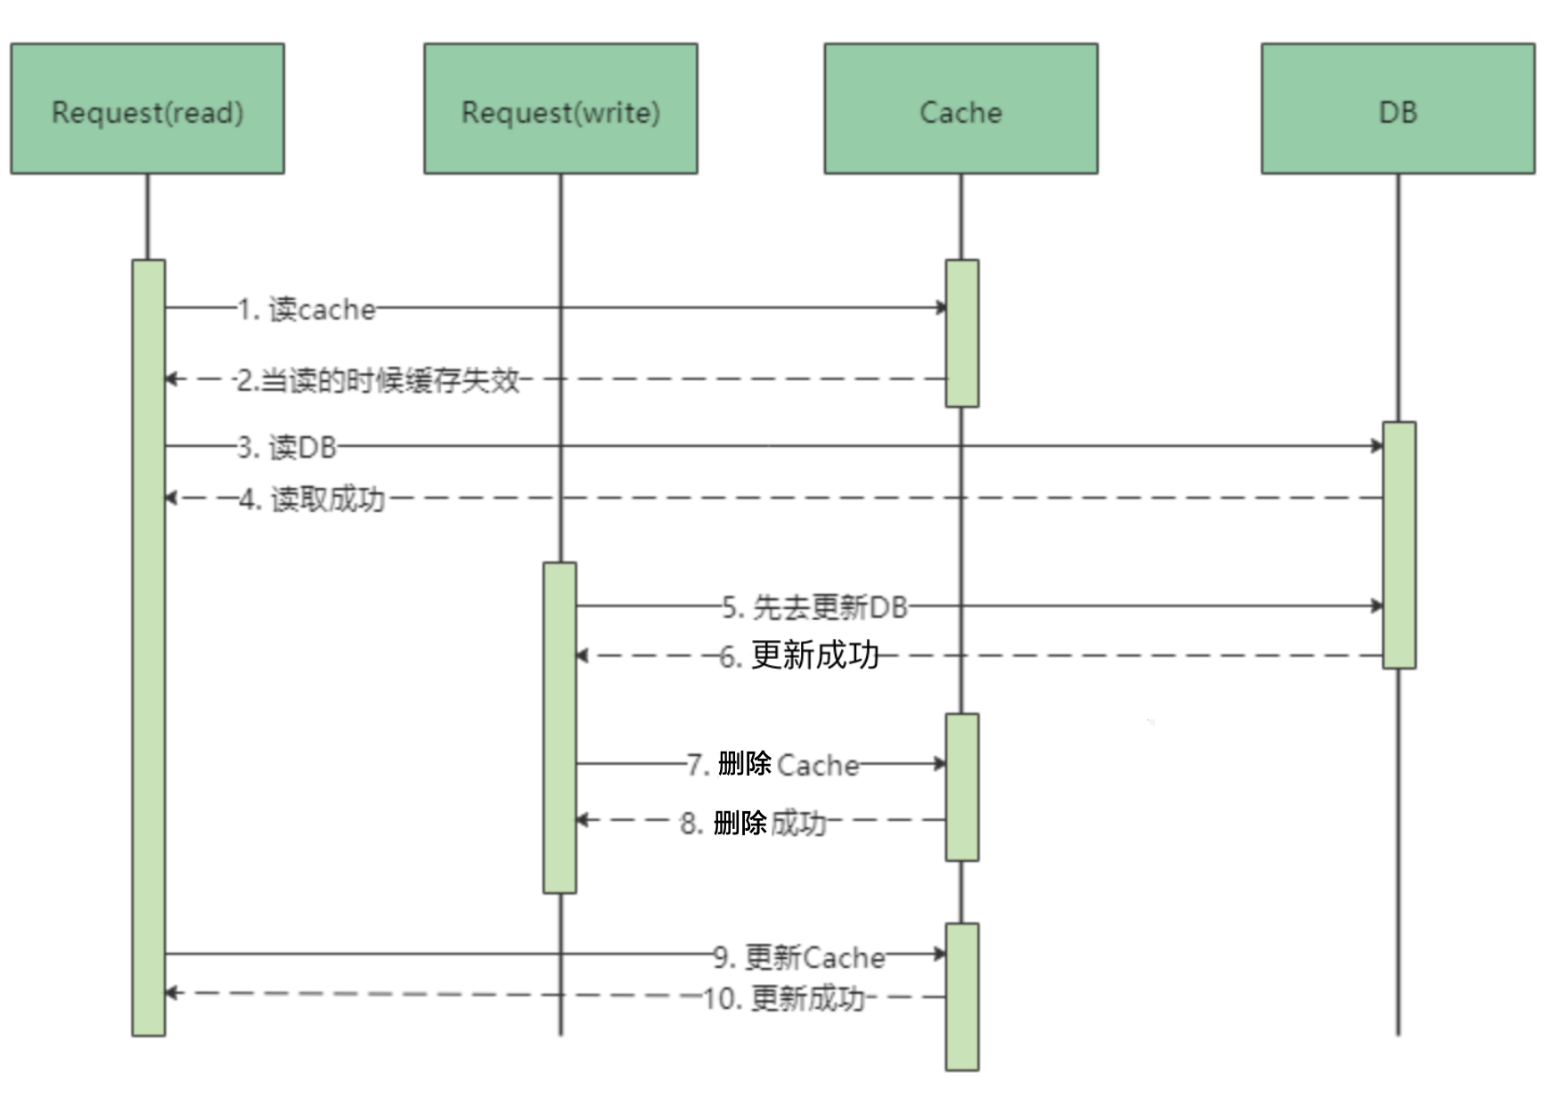 Request(read)
Request(write)
Cache
DB
1. 读cache
2.当读的时候缓存失效
3. 读DB
4. 读取成功
5. 先去更新DB
6. 更新成功
7. 删除 Cache
8. 删除 成功
9. 更新Cache
10. 更新成功